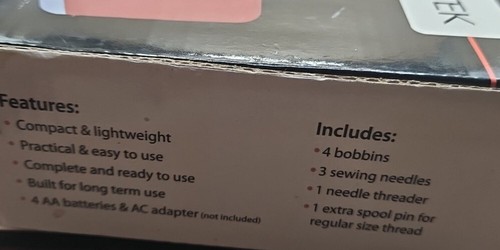 TEK
Features:
• Compact & lightweight
• Practical & easy to use
• Complete and ready to use
• Built for long term use
• 4 AA batteries & AC adapter (not included)
Includes:
• 4 bobbins
• 3 sewing needles
• 1 needle threader
• 1 extra spool pin for
regular size thread